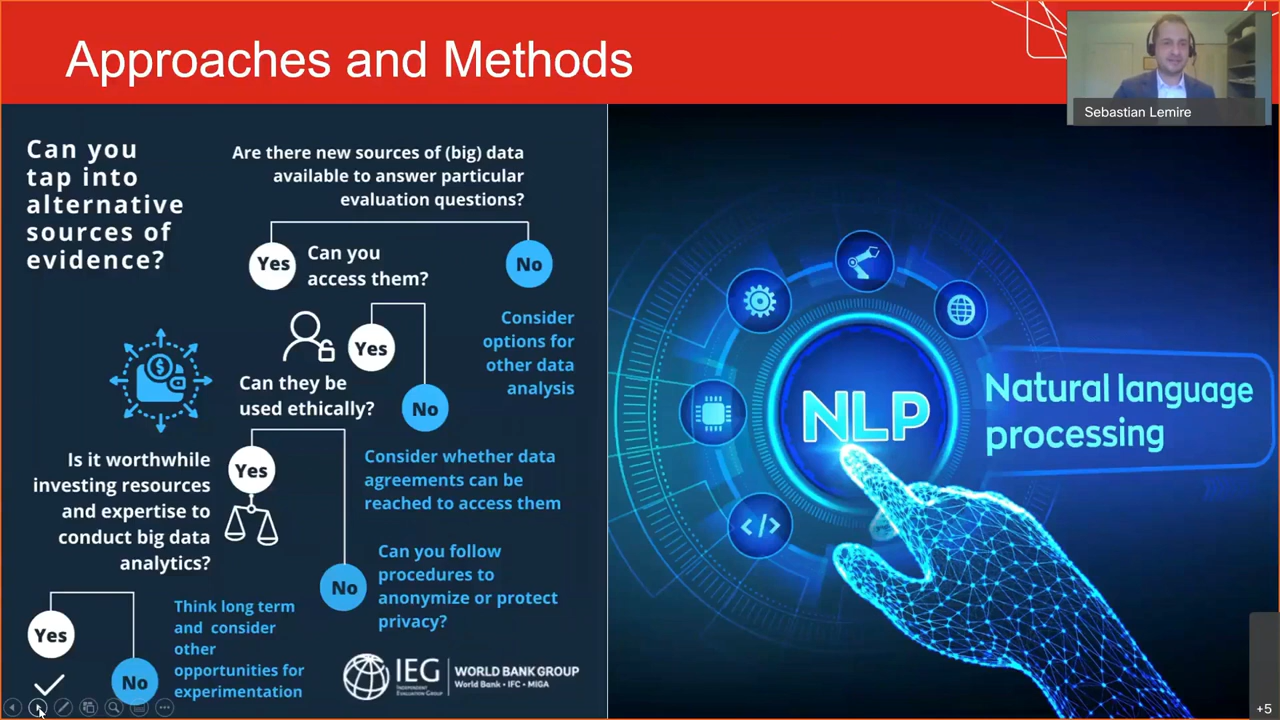 Approaches and Methods
Sebastian Lemire
Can you
tap into
alternative
sources of
evidence?
Are there new sources of (big) data
available to answer particular
evaluation questions?
Yes
Can you
access them?
No
Consider
options for
other data
analysis
Yes
Can they be
used ethically?
No
Consider whether data
agreements can be
reached to access them
Is it worthwhile
investing resources
and expertise to
conduct big data
analytics?
Yes
No
Can you follow
procedures to
anonymize or protect
privacy?
Yes
No
Think long term
and consider
other
opportunities for
experimentation
IEG
INDEPENDENT
EVALUATION GROUP
WORLD BANK GROUP
World Bank • IFC • MIGA
NLP
Natural language
processing
</>
+5